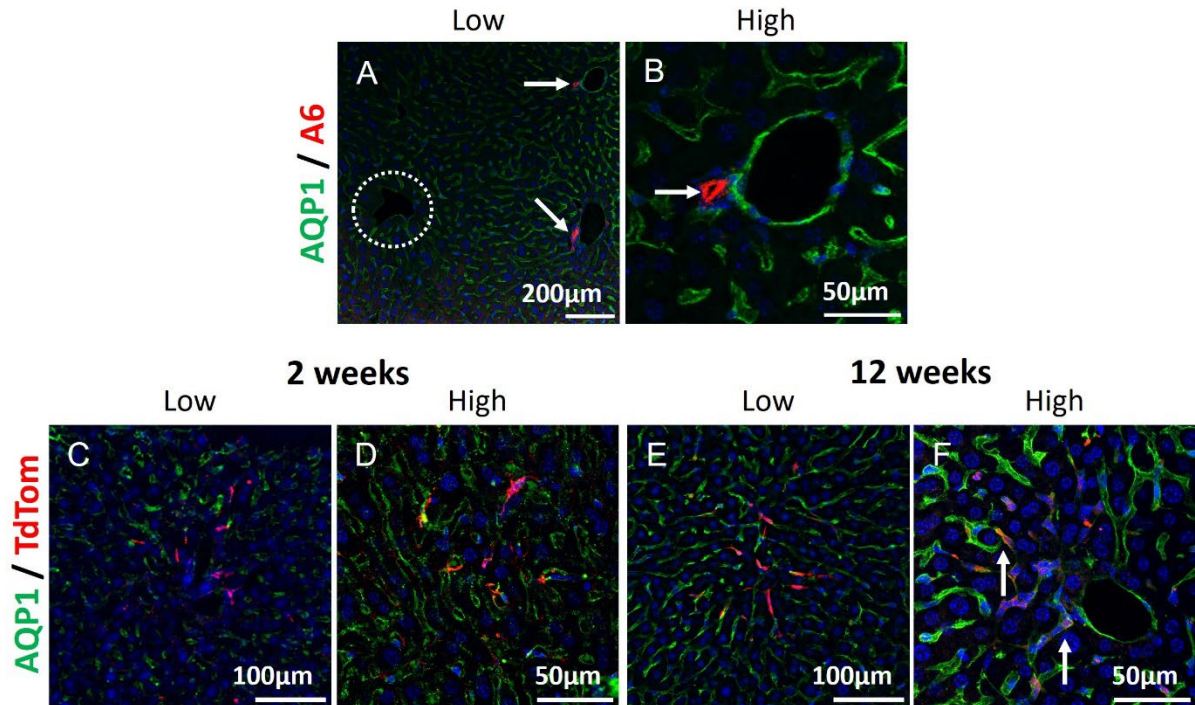 Low
High
AQP1 / A6
A
B
200µm
50µm
2 weeks
12 weeks
Low
High
Low
High
AQP1 / TdTom
C
D
E
F
100µm
50µm
100µm
50µm